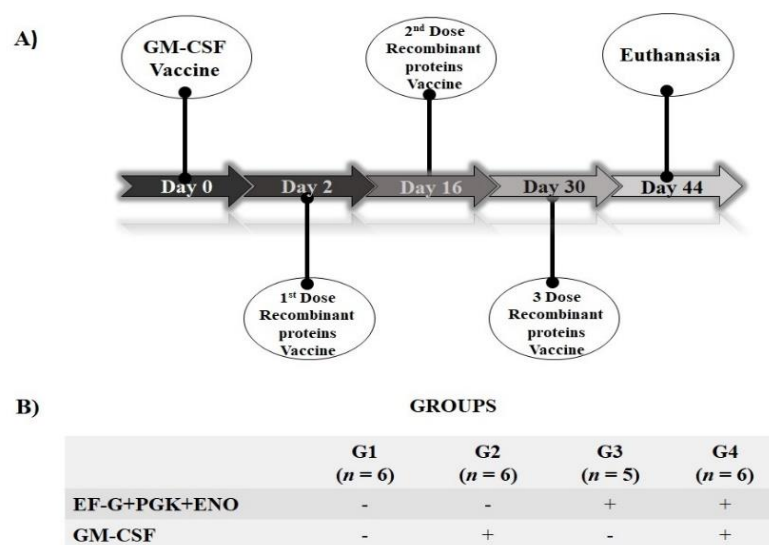 A)
GM-CSF
Vaccine
2nd Dose
Recombinant
proteins
Vaccine
Euthanasia
Day 0
Day 2
Day 16
Day 30
Day 44
1st Dose
Recombinant
proteins
Vaccine
3 Dose
Recombinant
proteins
Vaccine
B)
GROUPS
G1 G2 G3 G4
(n = 6) (n = 6) (n = 5) (n = 6)
EF-G+PGK+ENO - - + +
GM-CSF - + - +